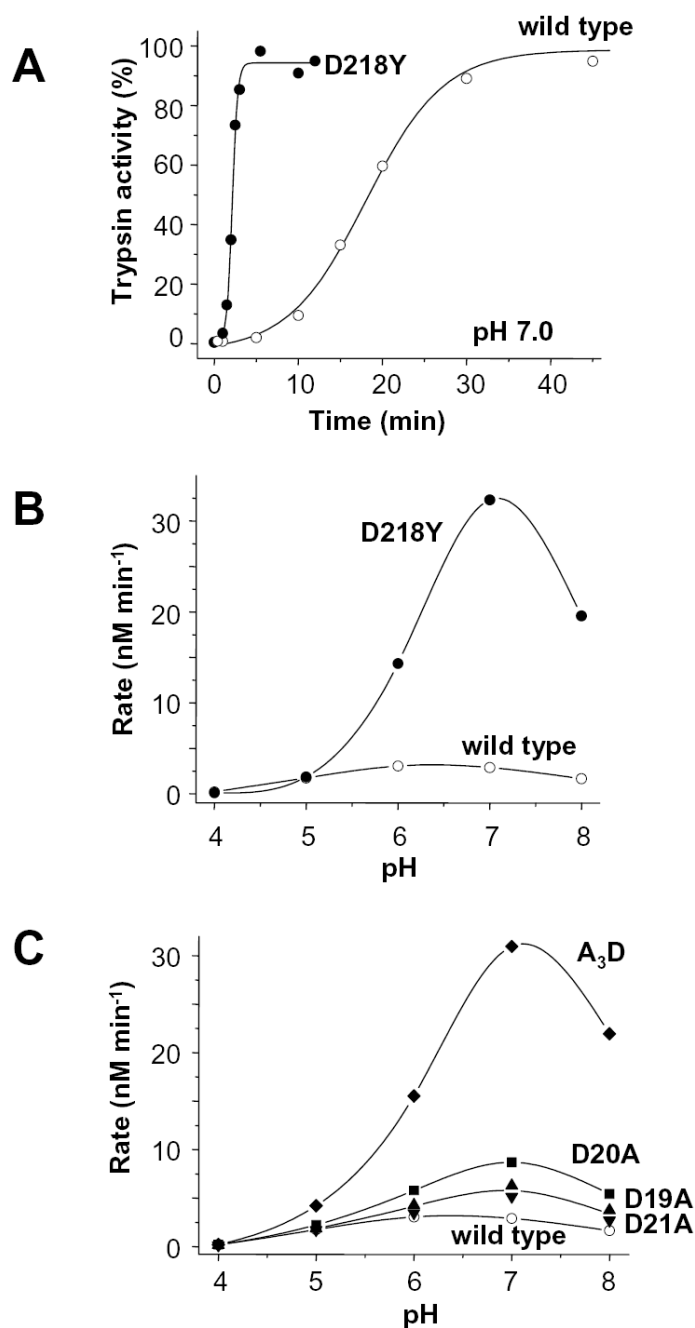 A
Trypsin activity (%)
100
80
60
40
20
0
wild type
D218Y
pH 7.0
0 10 20 30 40
Time (min)
B
Rate (nM min⁻¹)
30
20
10
0
D218Y
wild type
4 5 6 7 8
pH
C
Rate (nM min⁻¹)
30
20
10
0
A₃D
D20A
D19A
D21A
wild type
4 5 6 7 8
pH